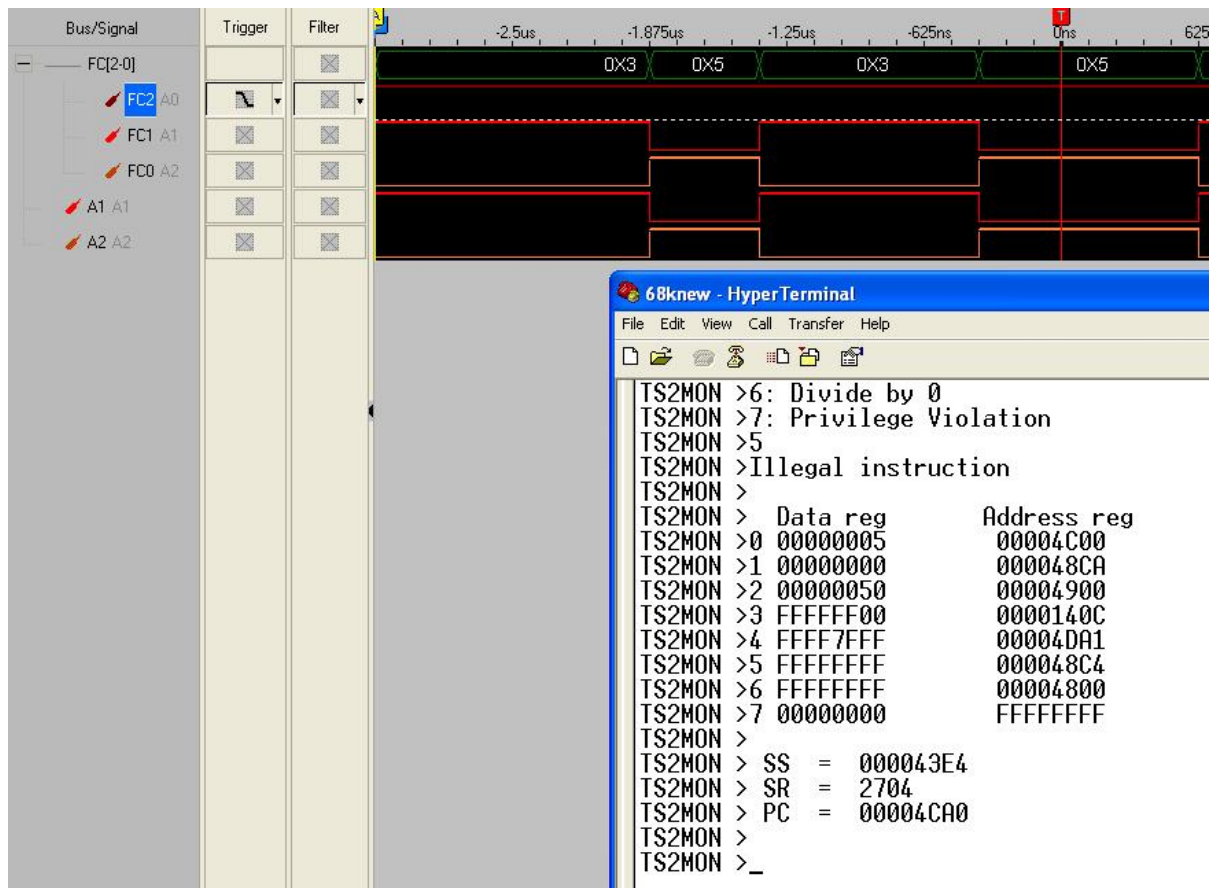 Bus/Signal Trigger Filter
A
T
-2.5us -1.875us -1.25us -625ns 0ns 625
FC[2-0] 0X3 0X5 0X3 0X5
FC2 A0
FC1 A1
FC0 A2
A1 A1
A2 A2
68knew - HyperTerminal
File Edit View Call Transfer Help
TS2MON >6: Divide by 0
TS2MON >7: Privilege Violation
TS2MON >5
TS2MON >Illegal instruction
TS2MON >
TS2MON > Data reg Address reg
TS2MON >0 00000005 00004C00
TS2MON >1 00000000 000048CA
TS2MON >2 00000050 00004900
TS2MON >3 FFFFFF00 0000140C
TS2MON >4 FFFF7FFF 00004DA1
TS2MON >5 FFFFFFFF 000048C4
TS2MON >6 FFFFFFFF 00004800
TS2MON >7 00000000 FFFFFFFF
TS2MON >
TS2MON > SS = 000043E4
TS2MON > SR = 2704
TS2MON > PC = 00004CA0
TS2MON >
TS2MON >_